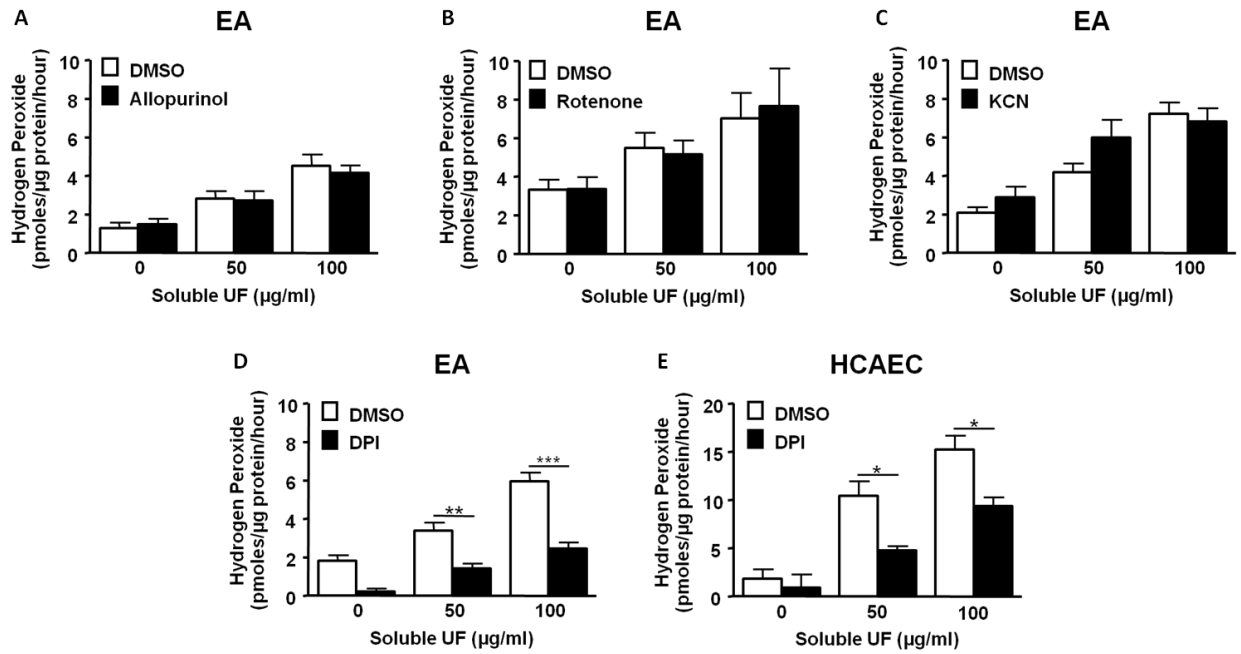 A
EA
Hydrogen Peroxide
(pmoles/µg protein/hour)
10
8
6
4
2
0
DMSO
Allopurinol
0 50 100
Soluble UF (µg/ml)
B
EA
Hydrogen Peroxide
(pmoles/µg protein/hour)
10
8
6
4
2
0
DMSO
Rotenone
0 50 100
Soluble UF (µg/ml)
C
EA
Hydrogen Peroxide
(pmoles/µg protein/hour)
10
8
6
4
2
0
DMSO
KCN
0 50 100
Soluble UF (µg/ml)
D
EA
Hydrogen Peroxide
(pmoles/µg protein/hour)
10
8
6
4
2
0
DMSO
DPI
**
***
0 50 100
Soluble UF (µg/ml)
E
HCAEC
Hydrogen Peroxide
(pmoles/µg protein/hour)
20
15
10
5
0
DMSO
DPI
*
*
0 50 100
Soluble UF (µg/ml)